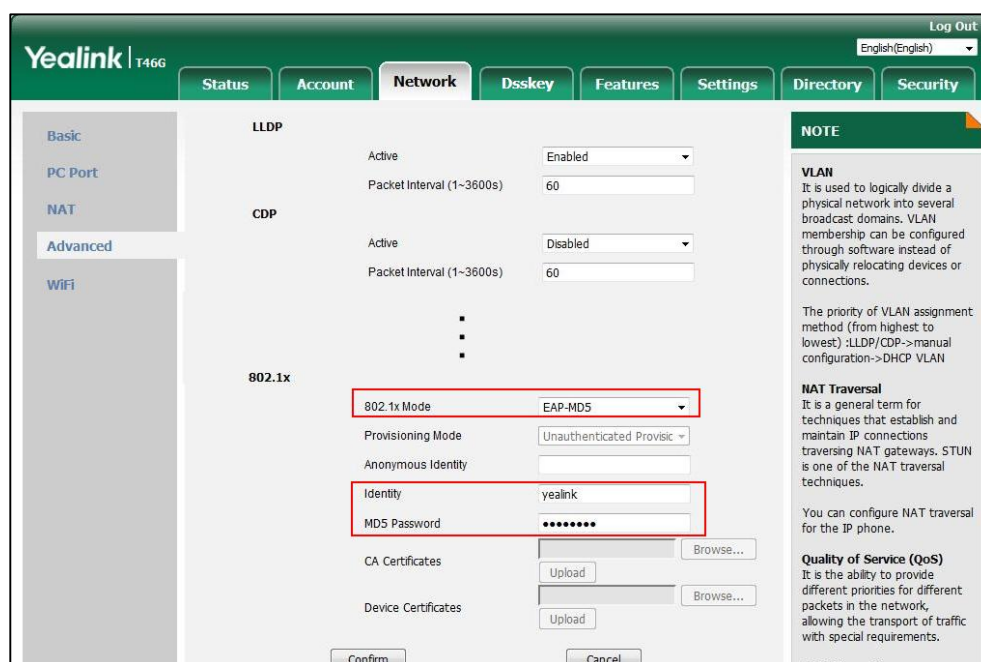 Log Out
Yealink T46G
English(English)
Status Account Network Dsskey Features Settings Directory Security
Basic
PC Port
NAT
Advanced
WiFi
LLDP
Active Enabled
Packet Interval (1~3600s) 60
CDP
Active Disabled
Packet Interval (1~3600s) 60
802.1x
802.1x Mode EAP-MD5
Provisioning Mode Unauthenticated Provisic
Anonymous Identity
Identity yealink
MD5 Password ••••••••
CA Certificates Browse...
Upload
Device Certificates Browse...
Upload
Confirm Cancel
NOTE
VLAN
It is used to logically divide a
physical network into several
broadcast domains. VLAN
membership can be configured
through software instead of
physically relocating devices or
connections.
The priority of VLAN assignment
method (from highest to
lowest) :LLDP/CDP->manual
configuration->DHCP VLAN
NAT Traversal
It is a general term for
techniques that establish and
maintain IP connections
traversing NAT gateways. STUN
is one of the NAT traversal
techniques.
You can configure NAT traversal
for the IP phone.
Quality of Service (QoS)
It is the ability to provide
different priorities for different
packets in the network,
allowing the transport of traffic
with special requirements.